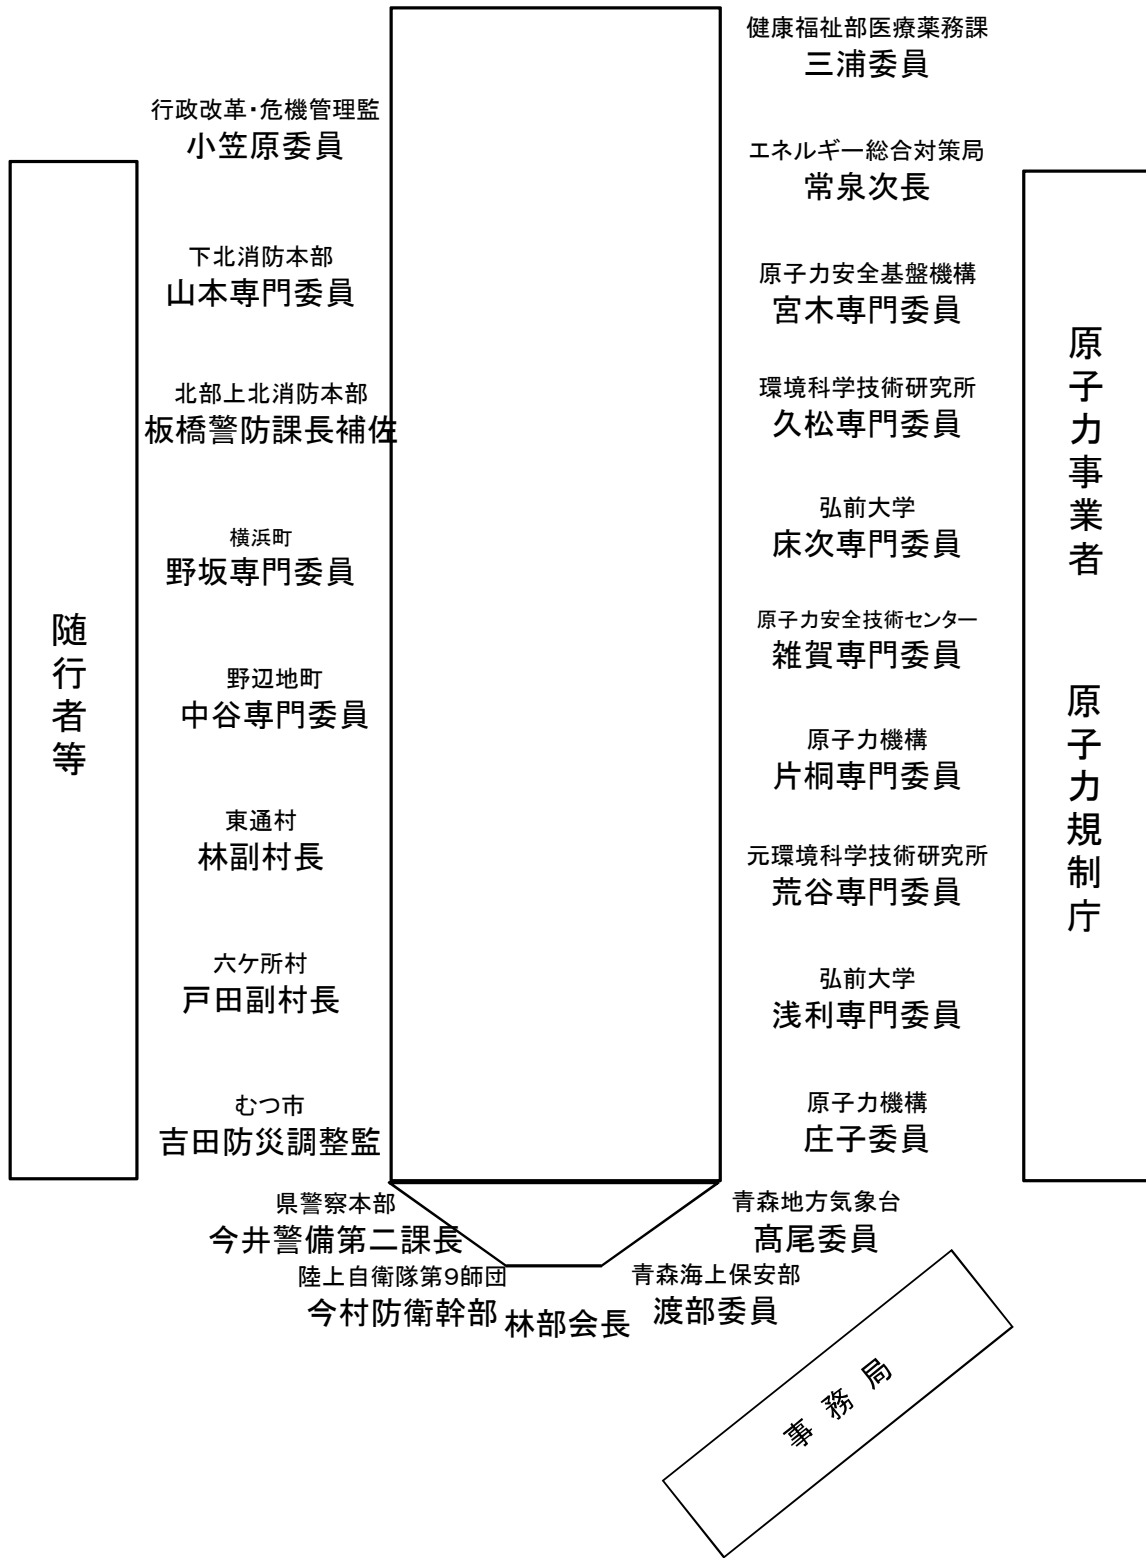 健康福祉部医療薬務課
三浦委員
行政改革・危機管理監
小笠原委員
エネルギー総合対策局
常泉次長
下北消防本部
山本専門委員
原子力安全基盤機構
宮木専門委員
北部上北消防本部
板橋警防課長補佐
環境科学技術研究所
久松専門委員
横浜町
野坂専門委員
弘前大学
床次専門委員
野辺地町
中谷専門委員
原子力安全技術センター
雑賀専門委員
東通村
林副村長
原子力機構
片桐専門委員
六ケ所村
戸田副村長
元環境科学技術研究所
荒谷専門委員
むつ市
吉田防災調整監
弘前大学
浅利専門委員
原子力機構
庄子委員
県警察本部
今井警備第二課長
青森地方気象台
髙尾委員
陸上自衛隊第9師団
今村防衛幹部
林部会長
青森海上保安部
渡部委員
随行者等
原子力事業者
原子力規制庁
事務局